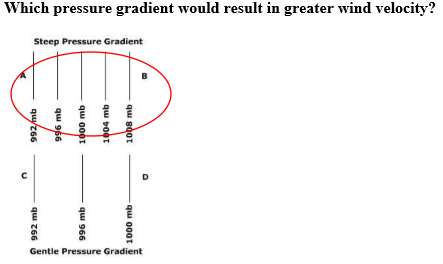 Which pressure gradient would result in greater wind velocity?
Steep Pressure Gradient
A B
992 mb 996 mb 1000 mb 1004 mb 1008 mb
C D
992 mb 996 mb 1000 mb
Gentle Pressure Gradient